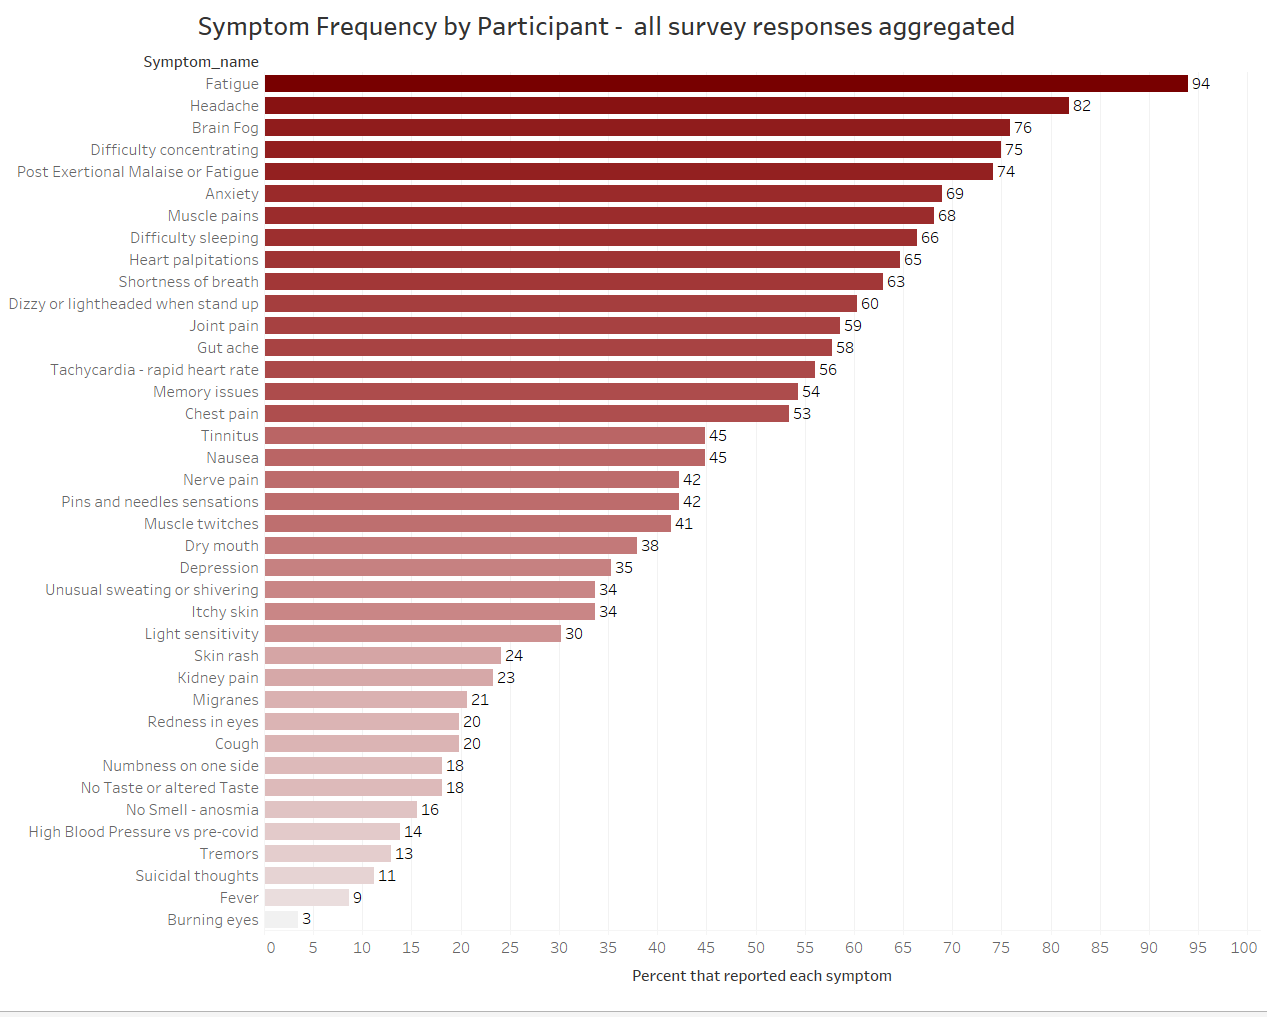 Symptom Frequency by Participant -  all survey responses aggregated
Symptom_name
Fatigue 94
Headache 82
Brain Fog 76
Difficulty concentrating 75
Post Exertional Malaise or Fatigue 74
Anxiety 69
Muscle pains 68
Difficulty sleeping 66
Heart palpitations 65
Shortness of breath 63
Dizzy or lightheaded when stand up 60
Joint pain 59
Gut ache 58
Tachycardia - rapid heart rate 56
Memory issues 54
Chest pain 53
Tinnitus 45
Nausea 45
Nerve pain 42
Pins and needles sensations 42
Muscle twitches 41
Dry mouth 38
Depression 35
Unusual sweating or shivering 34
Itchy skin 34
Light sensitivity 30
Skin rash 24
Kidney pain 23
Migranes 21
Redness in eyes 20
Cough 20
Numbness on one side 18
No Taste or altered Taste 18
No Smell - anosmia 16
High Blood Pressure vs pre-covid 14
Tremors 13
Suicidal thoughts 11
Fever 9
Burning eyes 3
0 5 10 15 20 25 30 35 40 45 50 55 60 65 70 75 80 85 90 95 100
Percent that reported each symptom